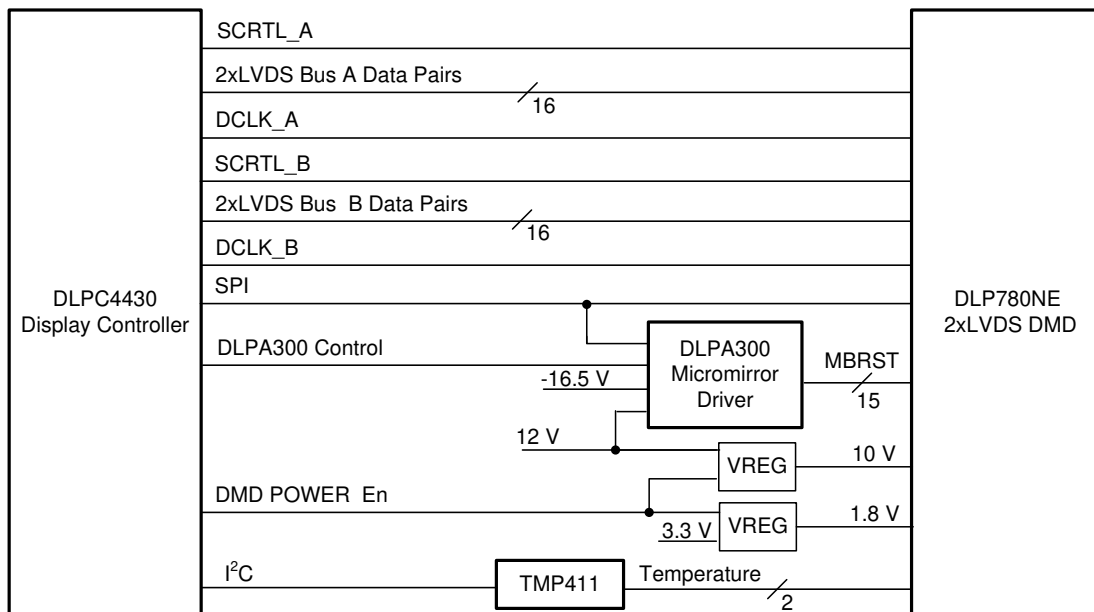 SCRTL_A
2xLVDS Bus A Data Pairs
16
DCLK_A
SCRTL_B
2xLVDS Bus B Data Pairs
16
DCLK_B
SPI
DLPC4430
Display Controller
DLP780NE
2xLVDS DMD
DLPA300 Control
DLPA300
Micromirror
Driver
MBRST
15
-16.5 V
12 V
VREG
10 V
DMD POWER En
3.3 V
VREG
1.8 V
I²C
TMP411
Temperature
2